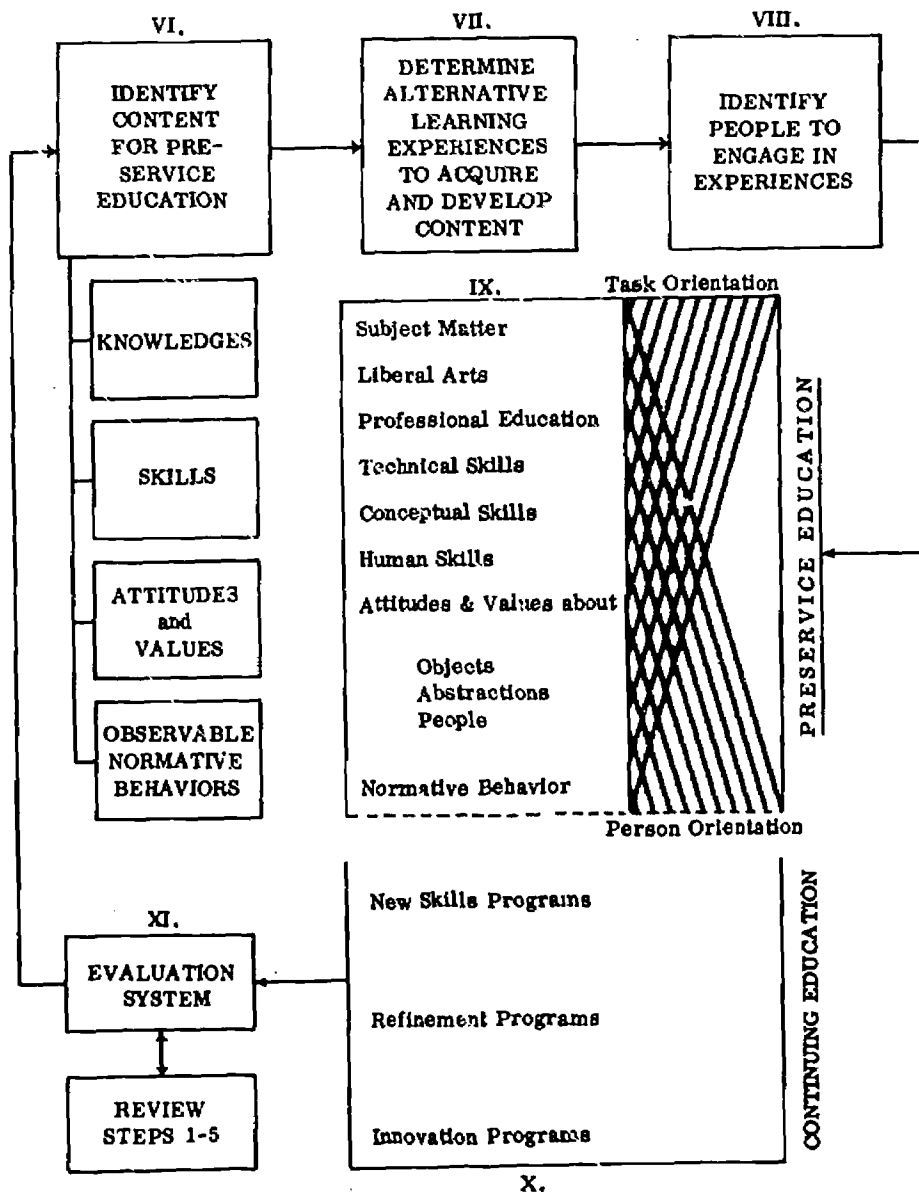 VI.
IDENTIFY
CONTENT
FOR PRE-
SERVICE
EDUCATION
VII.
DETERMINE
ALTERNATIVE
LEARNING
EXPERIENCES
TO ACQUIRE
AND DEVELOP
CONTENT
VIII.
IDENTIFY
PEOPLE TO
ENGAGE IN
EXPERIENCES
KNOWLEDGES
SKILLS
ATTITUDE3
and
VALUES
OBSERVABLE
NORMATIVE
BEHAVIORS
IX.
Task Orientation
Subject Matter
Liberal Arts
Professional Education
Technical Skills
Conceptual Skills
Human Skills
Attitudes & Values about
Objects
Abstractions
People
Normative Behavior
Person Orientation
PRESERVICE EDUCATION
New Skills Programs
Refinement Programs
Innovation Programs
X.
CONTINUING EDUCATION
XI.
EVALUATION
SYSTEM
REVIEW
STEPS 1-5